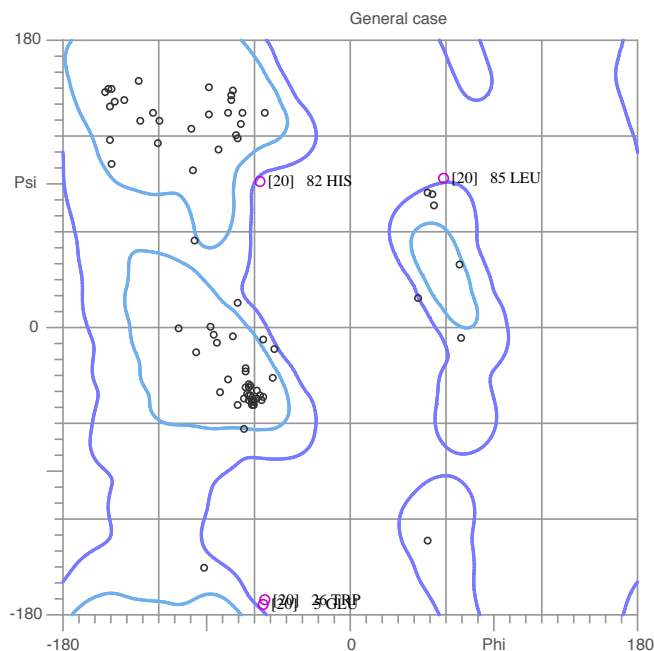 General case
180
Psi
[20] 82 HIS
[20] 85 LEU
0
[20] 26 TRP
[20] 5 GLU
-180
-180
0
Phi
180